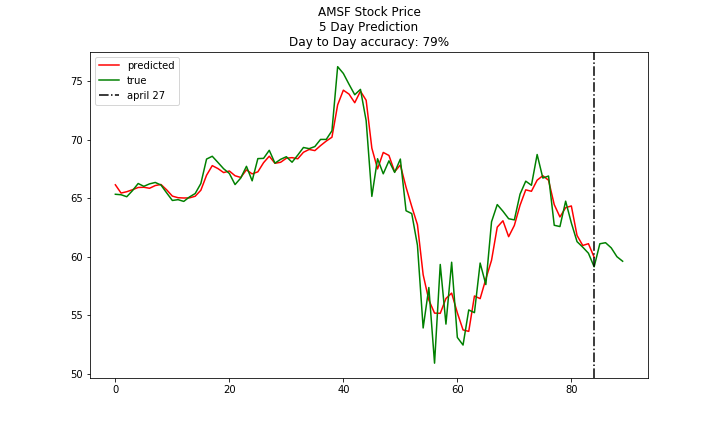 AMSF Stock Price
5 Day Prediction
Day to Day accuracy: 79%
predicted
true
april 27
75
70
65
60
55
50
0 20 40 60 80